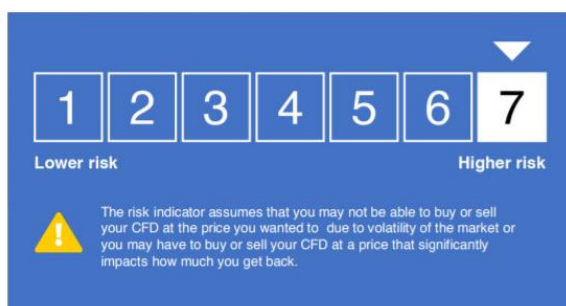 1 2 3 4 5 6 7
Lower risk Higher risk
The risk indicator assumes that you may not be able to buy or sell
your CFD at the price you wanted to due to volatility of the market or
you may have to buy or sell your CFD at a price that significantly
impacts how much you get back.